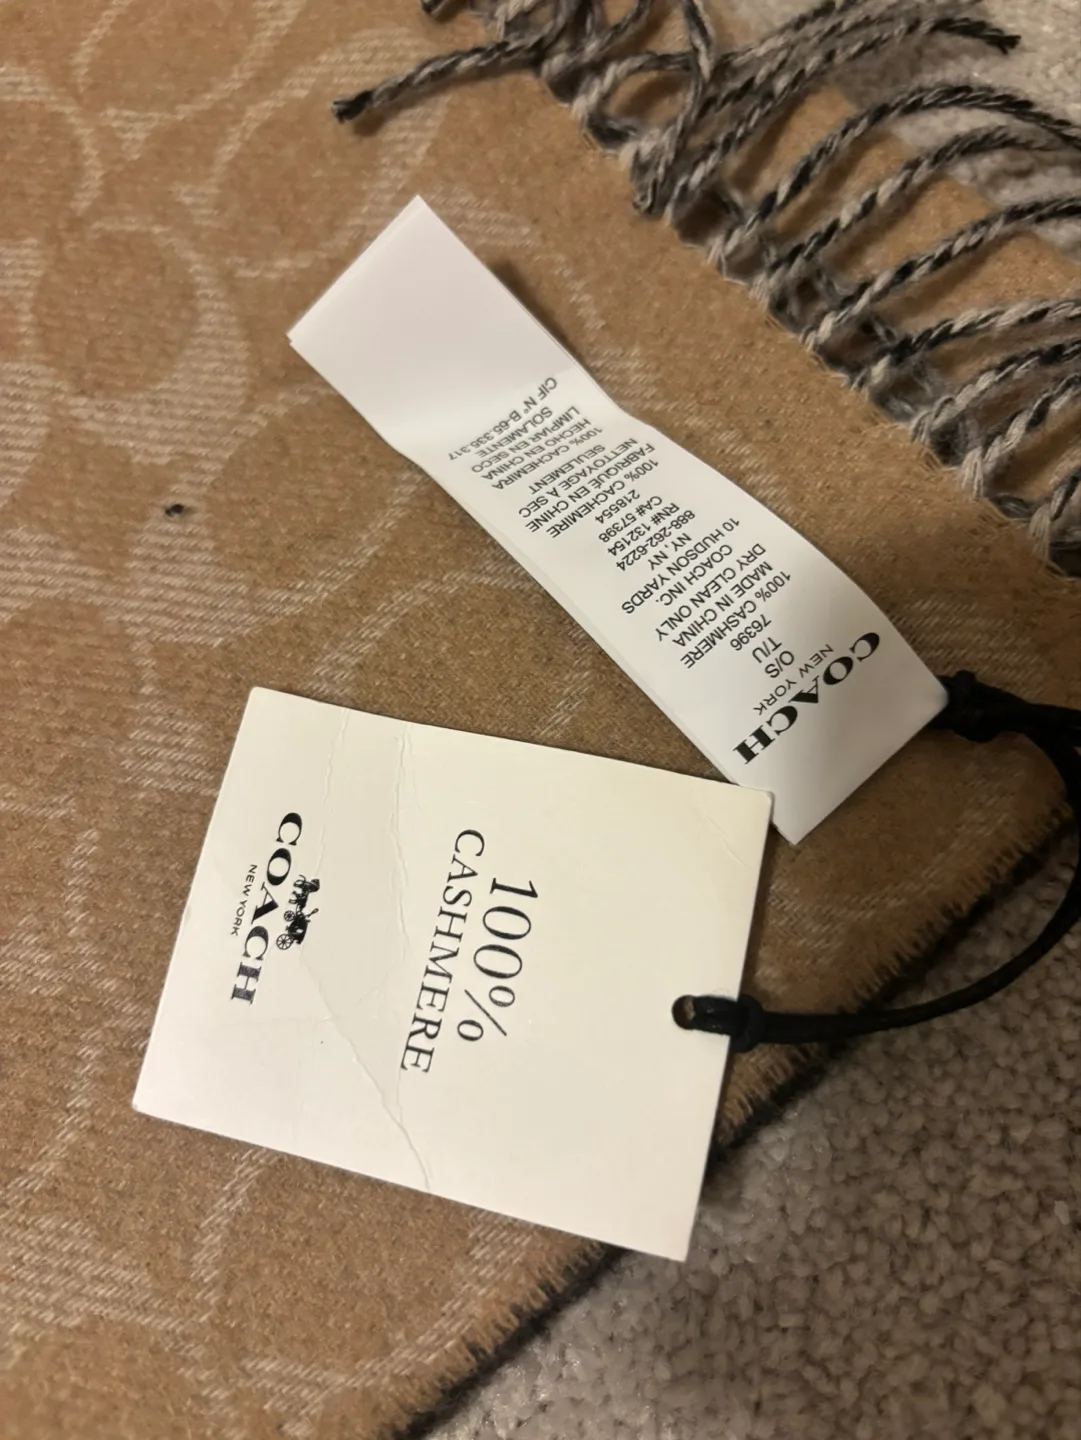 COACH
NEW YORK
O/S
T/U
76396
100% CASHMERE
MADE IN CHINA
DRY CLEAN ONLY
COACH INC.
10 HUDSON YARDS
NY, NY
888-262-6224
RN# 132154
CA# 57398
218554
100% CACHEMIRE
FABRIQUÉ EN CHINE
NETTOYAGE À SEC
SEULEMENT
100% CACHEMIRA
HECHO EN CHINA
LIMPIAR EN SECO
SOLAMENTE
CIF Nº B-65.335.317
100%
CASHMERE
COACH
NEW YORK